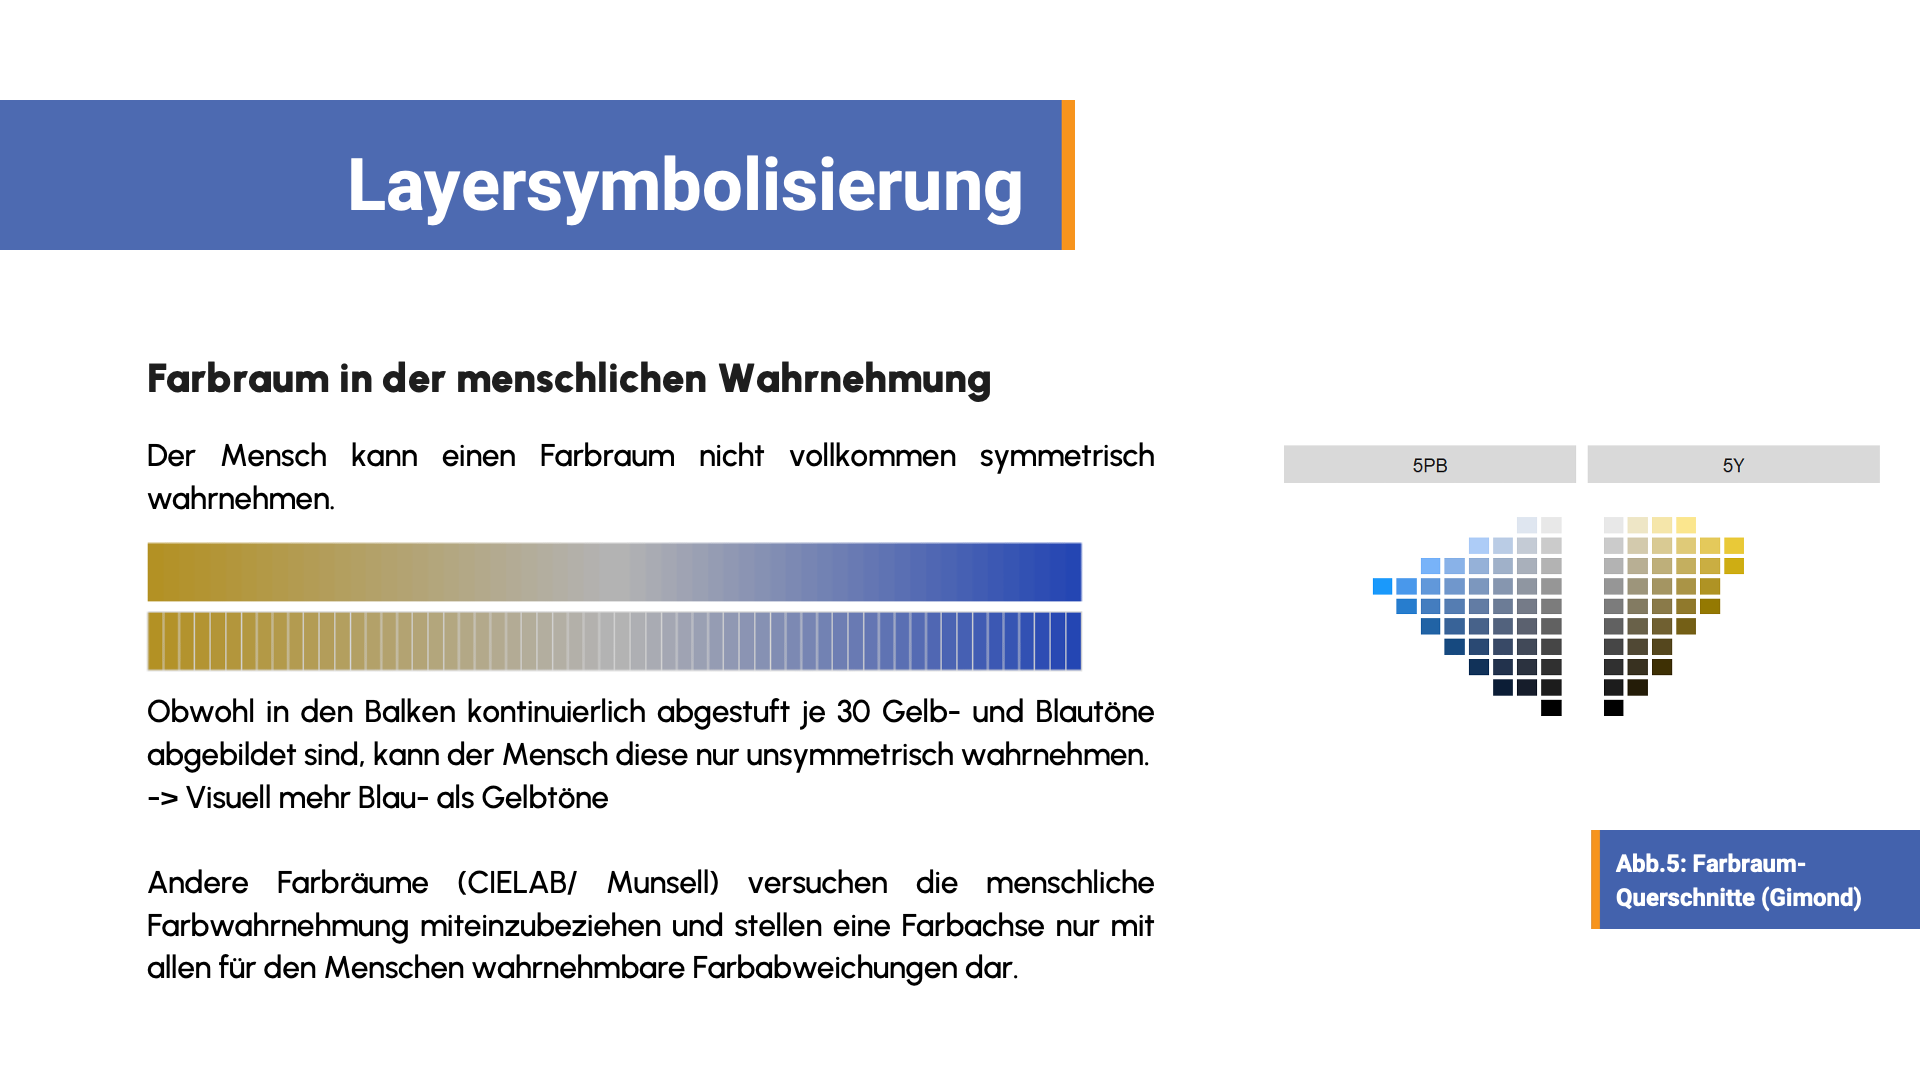 Layersymbolisierung
Farbraum in der menschlichen Wahrnehmung
Der Mensch kann einen Farbraum nicht vollkommen symmetrisch
wahrnehmen.
Obwohl in den Balken kontinuierlich abgestuft je 30 Gelb- und Blautöne
abgebildet sind, kann der Mensch diese nur unsymmetrisch wahrnehmen.
-> Visuell mehr Blau- als Gelbtöne
Andere Farbräume (CIELAB/ Munsell) versuchen die menschliche
Farbwahrnehmung miteinzubeziehen und stellen eine Farbachse nur mit
allen für den Menschen wahrnehmbare Farbabweichungen dar.
5PB
5Y
Abb.5: Farbraum-
Querschnitte (Gimond)